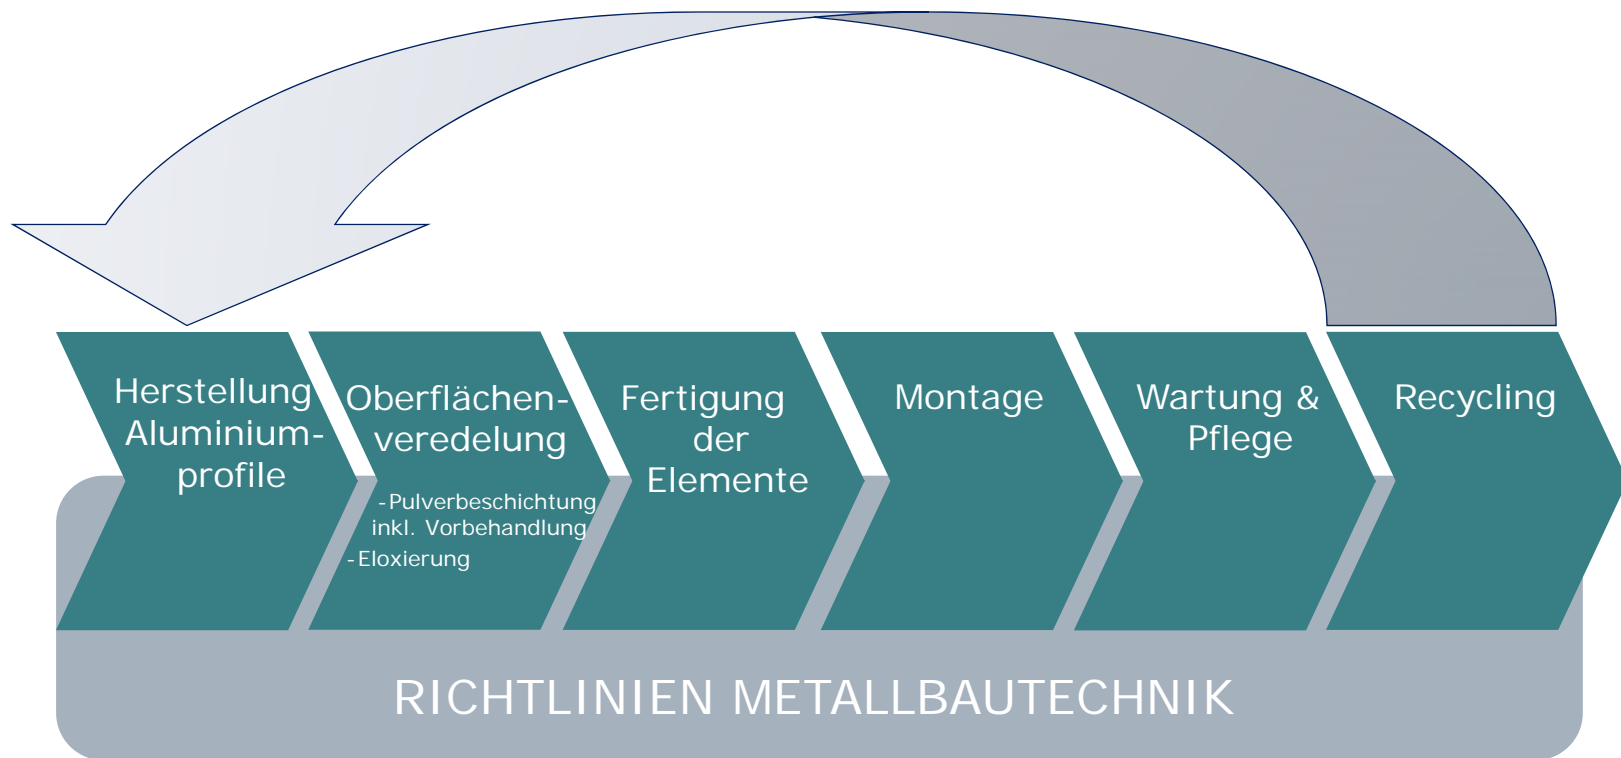 Herstellung
Aluminium-
profile
Oberflächen-
veredelung
-Pulverbeschichtung
inkl. Vorbehandlung
-Eloxierung
Fertigung
der
Elemente
Montage
Wartung &
Pflege
Recycling
RICHTLINIEN METALLBAUTECHNIK